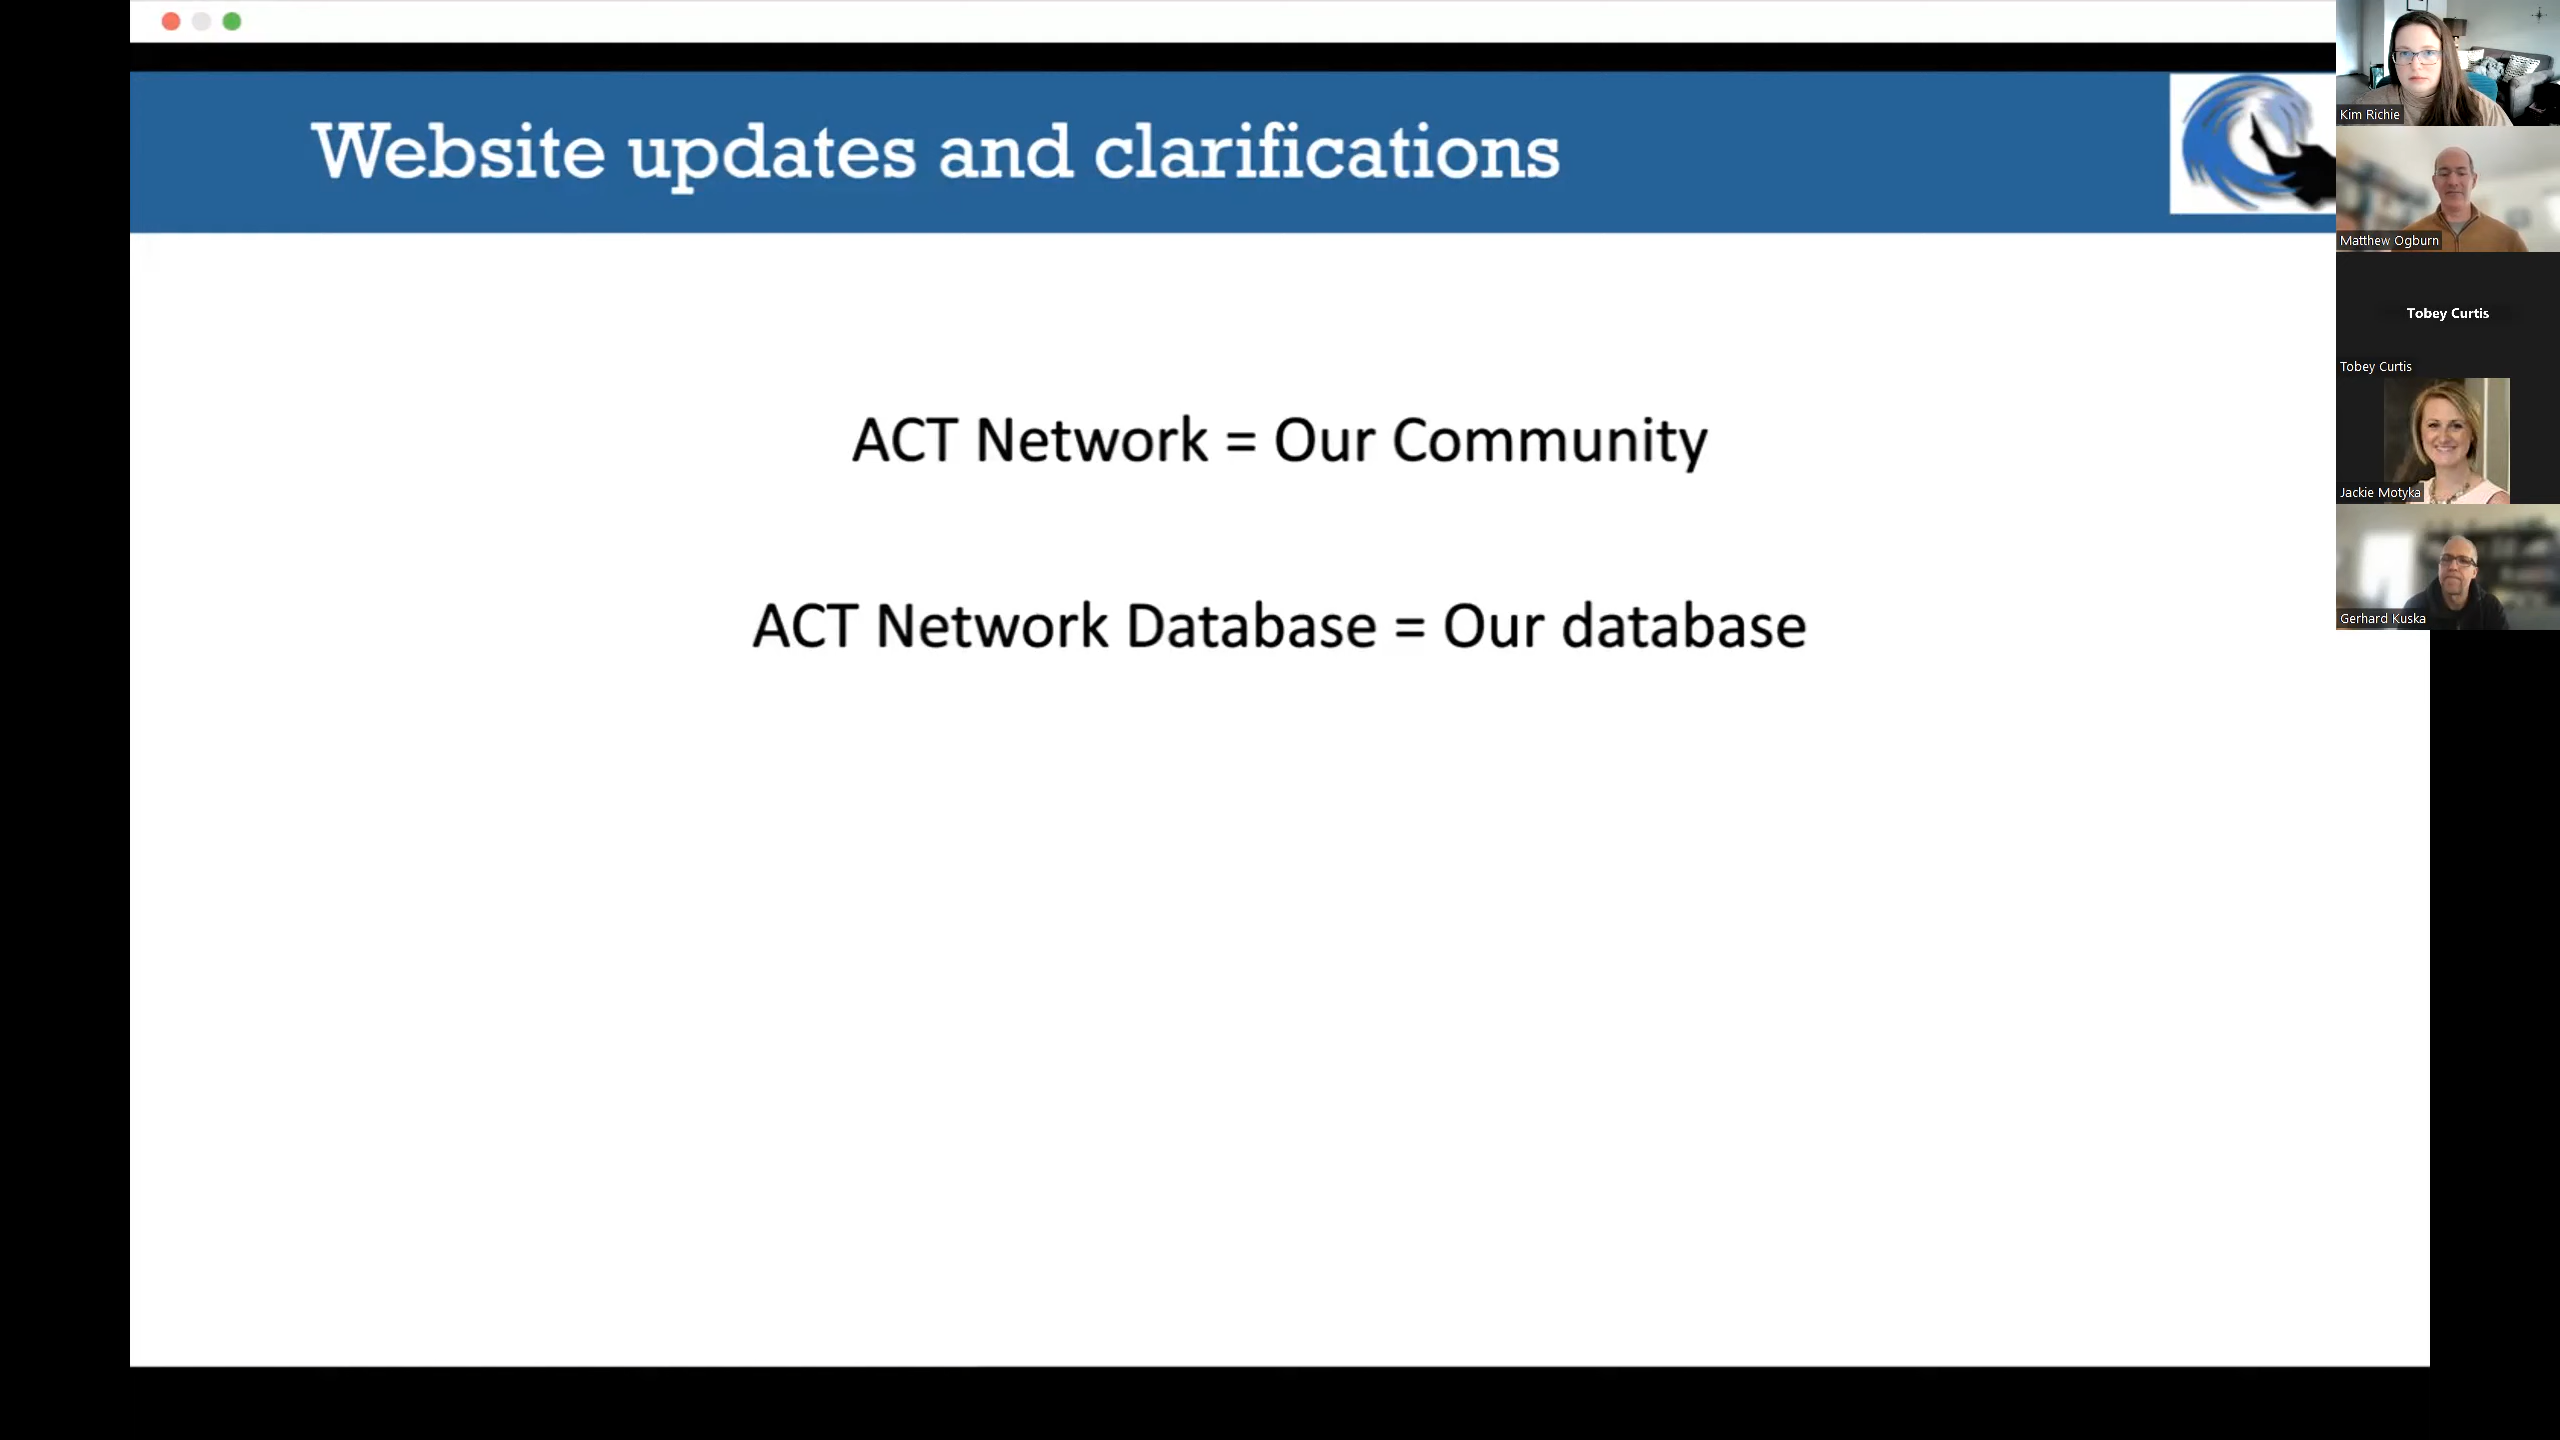 Website updates and clarifications
ACT Network = Our Community
ACT Network Database = Our database
Kim Richie
Matthew Ogburn
Tobey Curtis
Tobey Curtis
Jackie Motyka
Gerhard Kuska